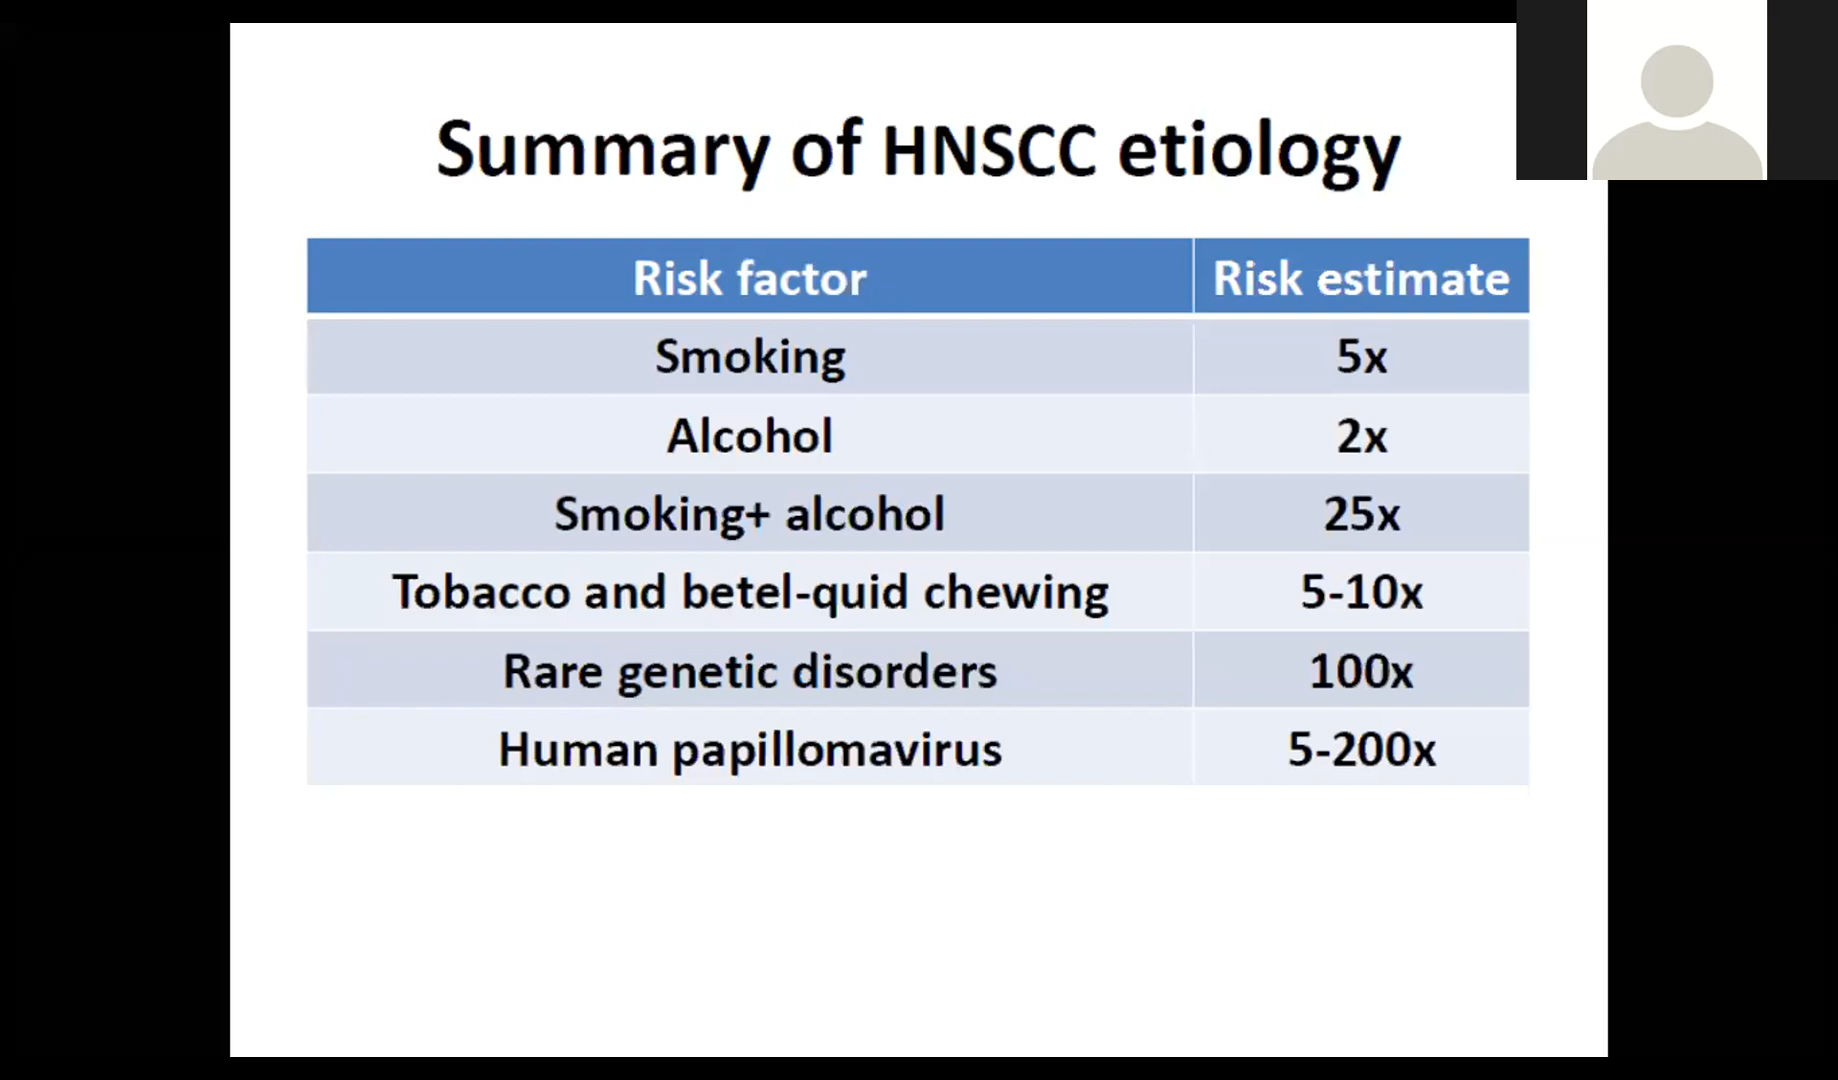 Summary of HNSCC etiology
Risk factor Risk estimate
Smoking 5x
Alcohol 2x
Smoking+ alcohol 25x
Tobacco and betel-quid chewing 5-10x
Rare genetic disorders 100x
Human papillomavirus 5-200x